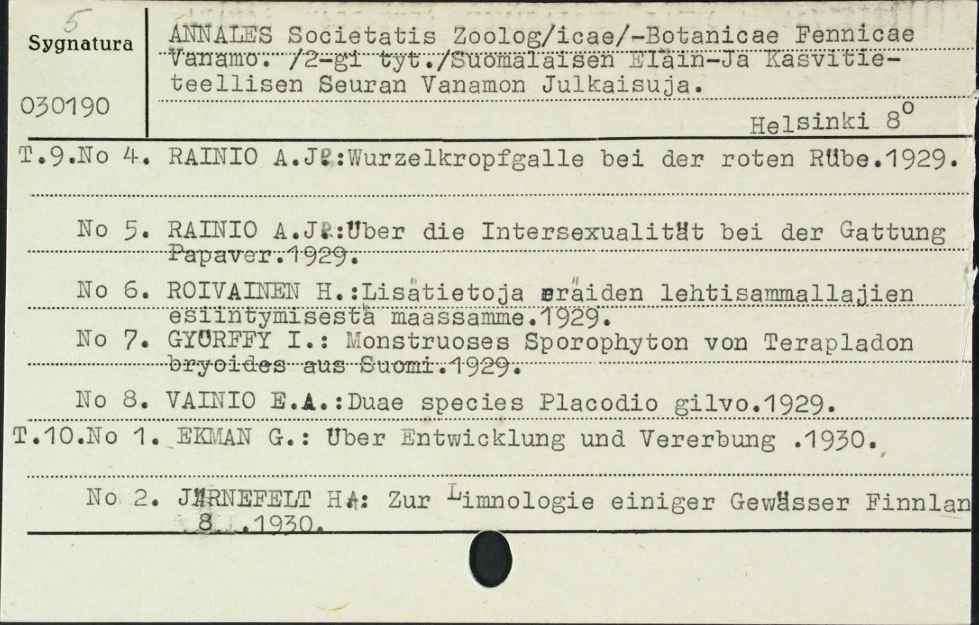 5
Sygnatura
030190
ANNALES Societatis Zoolog/icae/-Botanicae Fennicae
Vanamo. /2-gi tyt./Suomalaisen Eläin-Ja Kasvitie-
teellisen Seuran Vanamon Julkaisuja.
Helsinki 8º
T.9.No 4. RAINIO A.J.:Wurzelkropfgalle bei der roten Rübe.1929.
No 5. RAINIO A.J.:Über die Intersexualität bei der Gattung
Papaver.1929.
No 6. ROIVAINEN H.:Lisätietoja eräiden lehtisammallajien
esiintymisestä maassamme.1929.
No 7. GYÜRFFY I.: Monstruoses Sporophyton von Terapladon
bryoides aus Suomi.1929.
No 8. VAINIO E.A.:Duae species Placodio gilvo.1929.
T.10.No 1. EKMAN G.: Uber Entwicklung und Vererbung .1930.
No 2. JÄRNEFELT HA: Zur Limnologie einiger Gewässer Finnlan
8 .1930.